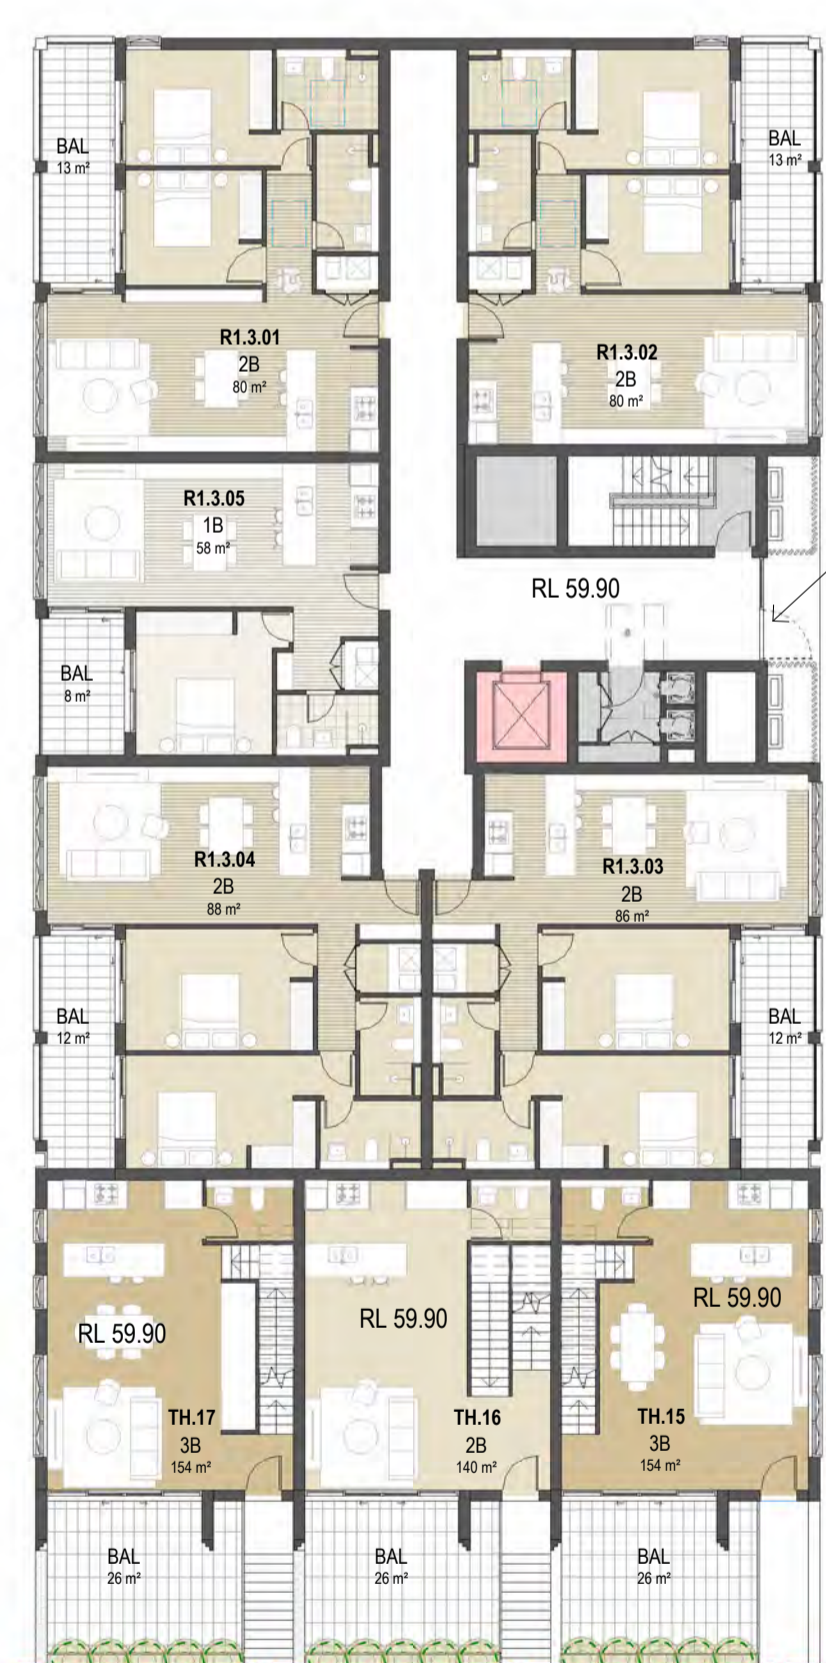 BAL
13 m²
BAL
13 m²
R1.3.01
2B
80 m²
R1.3.02
2B
80 m²
R1.3.05
1B
58 m²
RL 59.90
BAL
8 m²
R1.3.04
2B
88 m²
R1.3.03
2B
86 m²
BAL
12 m²
BAL
12 m²
RL 59.90
RL 59.90
RL 59.90
TH.17
3B
154 m²
TH.16
2B
140 m²
TH.15
3B
154 m²
BAL
26 m²
BAL
26 m²
BAL
26 m²